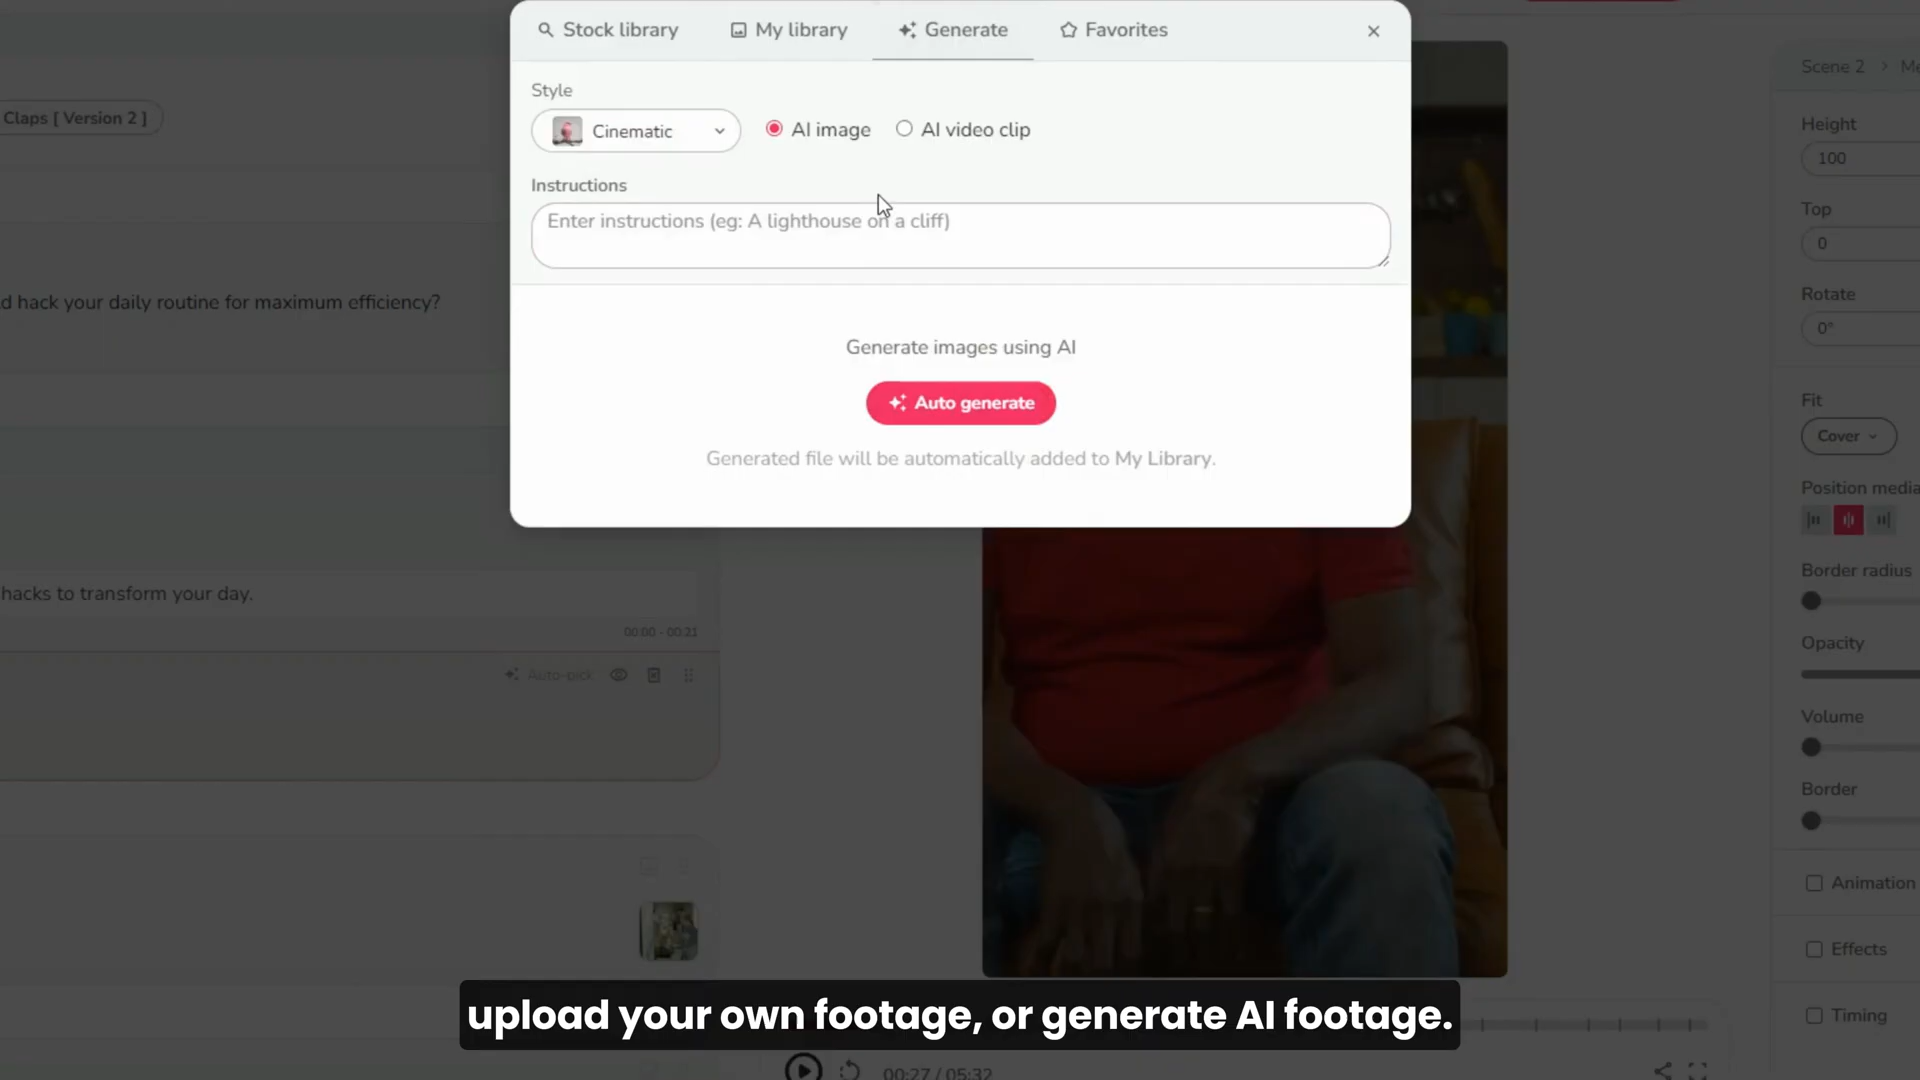 Stock library
My library
Generate
Favorites
Style
Cinematic
AI image
AI video clip
Instructions
Enter instructions (eg: A lighthouse on a cliff)
Generate images using AI
Auto generate
Generated file will be automatically added to My Library.
Claps [ Version 2 ]
hack your daily routine for maximum efficiency?
hacks to transform your day.
00:00 - 00:21
Auto-pick
Scene 2 >
Height
100
Top
0
Rotate
0°
Fit
Cover
Position media
Border radius
Opacity
Volume
Border
Animation
Effects
Timing
upload your own footage, or generate AI footage.
00:27 / 05:32